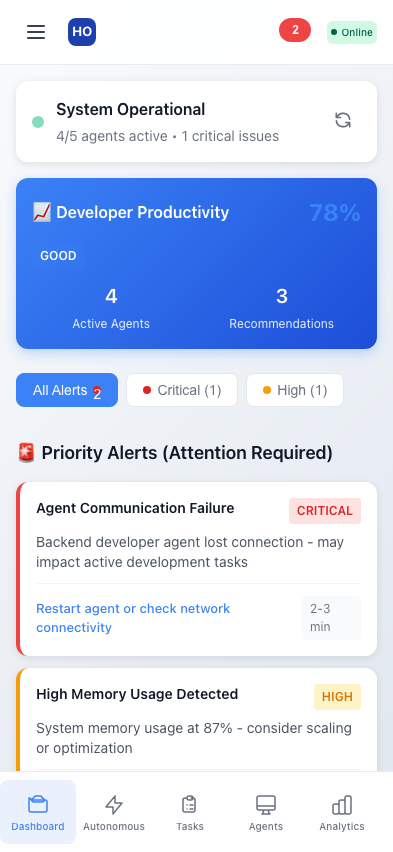 HO
2
Online
System Operational
4/5 agents active • 1 critical issues
📈 Developer Productivity
78%
GOOD
4
3
Active Agents
Recommendations
All Alerts 2
Critical (1)
High (1)
🚨 Priority Alerts (Attention Required)
Agent Communication Failure
CRITICAL
Backend developer agent lost connection - may
impact active development tasks
Restart agent or check network
connectivity
2-3
min
High Memory Usage Detected
HIGH
System memory usage at 87% - consider scaling
or optimization
Dashboard
Autonomous
Tasks
Agents
Analytics